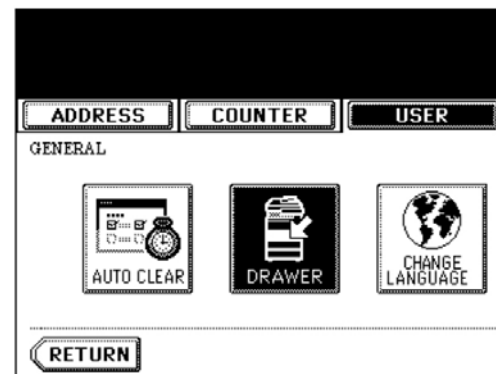 ADDRESS COUNTER USER
GENERAL
AUTO CLEAR DRAWER CHANGE LANGUAGE
RETURN